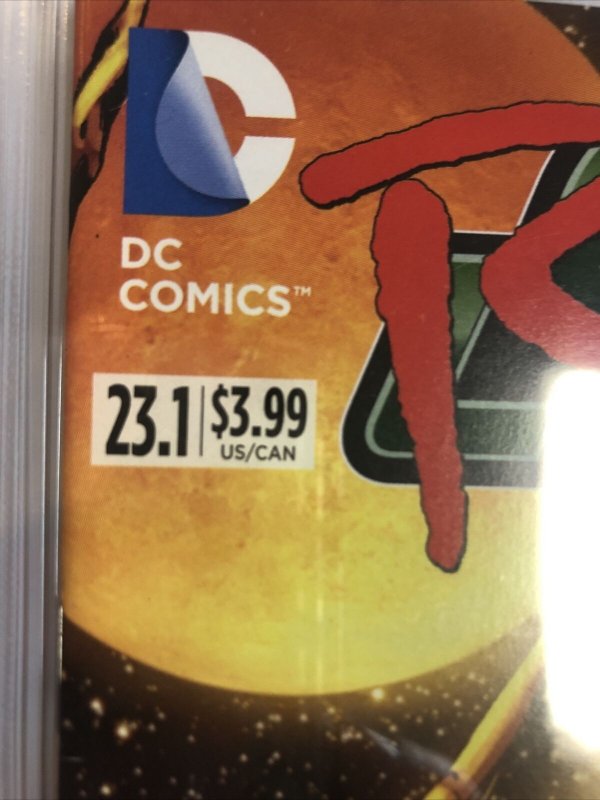 DC
COMICS™
23.1 $3.99
US/CAN